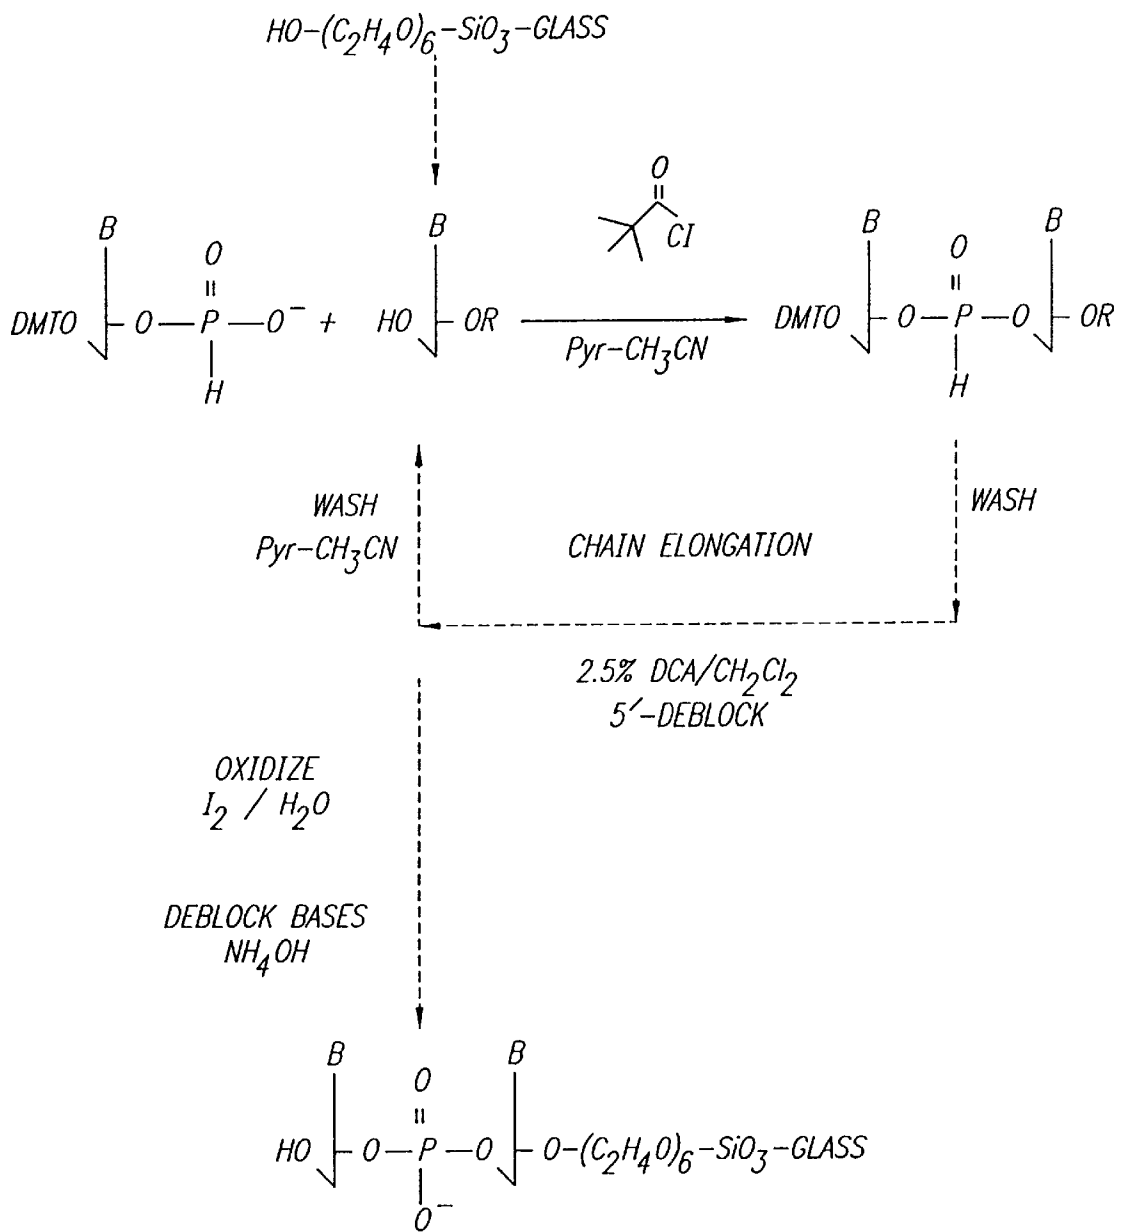 HO-(C2H4O)6-SiO3-GLASS
O
B B Cl B
O O
DMTO O-P-O- + HO OR DMTO O-P-O OR
H Pyr-CH3CN H
WASH
Pyr-CH3CN
CHAIN ELONGATION
WASH
2.5% DCA/CH2Cl2
5′-DEBLOCK
OXIDIZE
I2 / H2O
DEBLOCK BASES
NH4OH
B B
O
HO O-P-O O-(C2H4O)6-SiO3-GLASS
O-